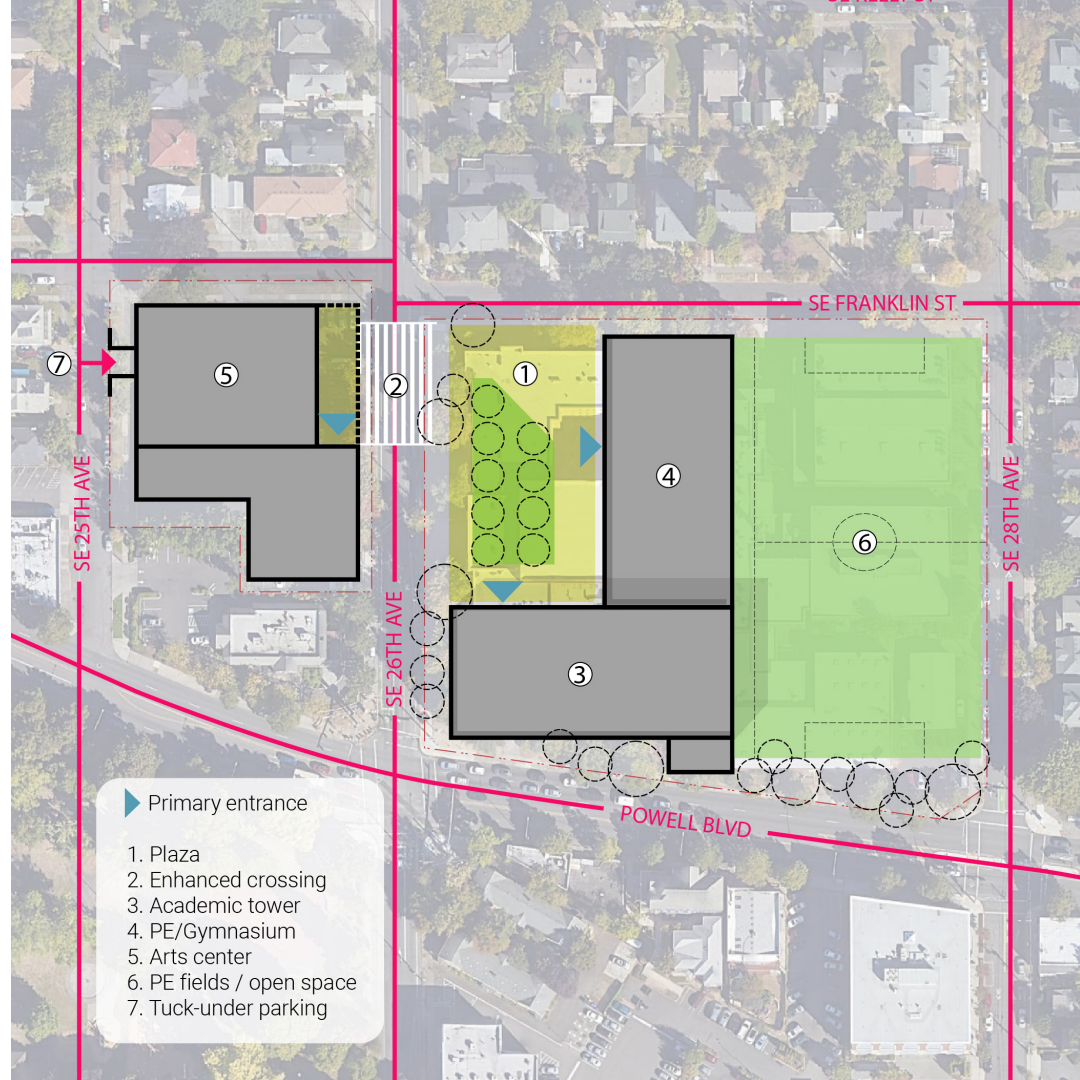 SE FRANKLIN ST
1
7
5
2
4
SE 25TH AVE
SE 28TH AVE
6
SE 26TH AVE
3
POWELL BLVD
Primary entrance
1. Plaza
2. Enhanced crossing
3. Academic tower
4. PE/Gymnasium
5. Arts center
6. PE fields / open space
7. Tuck-under parking